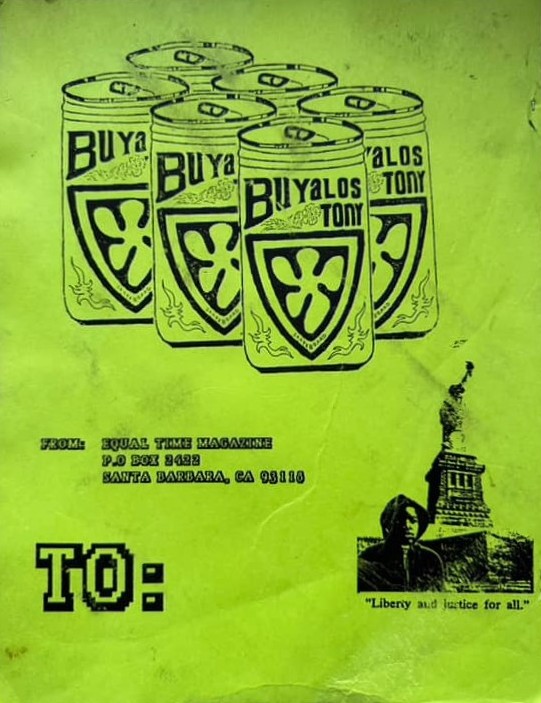 BUYA
BUYA
BUYALOS
TONY
YALOS
TONY
FROM: EQUAL TIME MAGAZINE
P.O BOX 2422
SANTA BARBARA, CA 93118
TO:
"Liberty and justice for all."